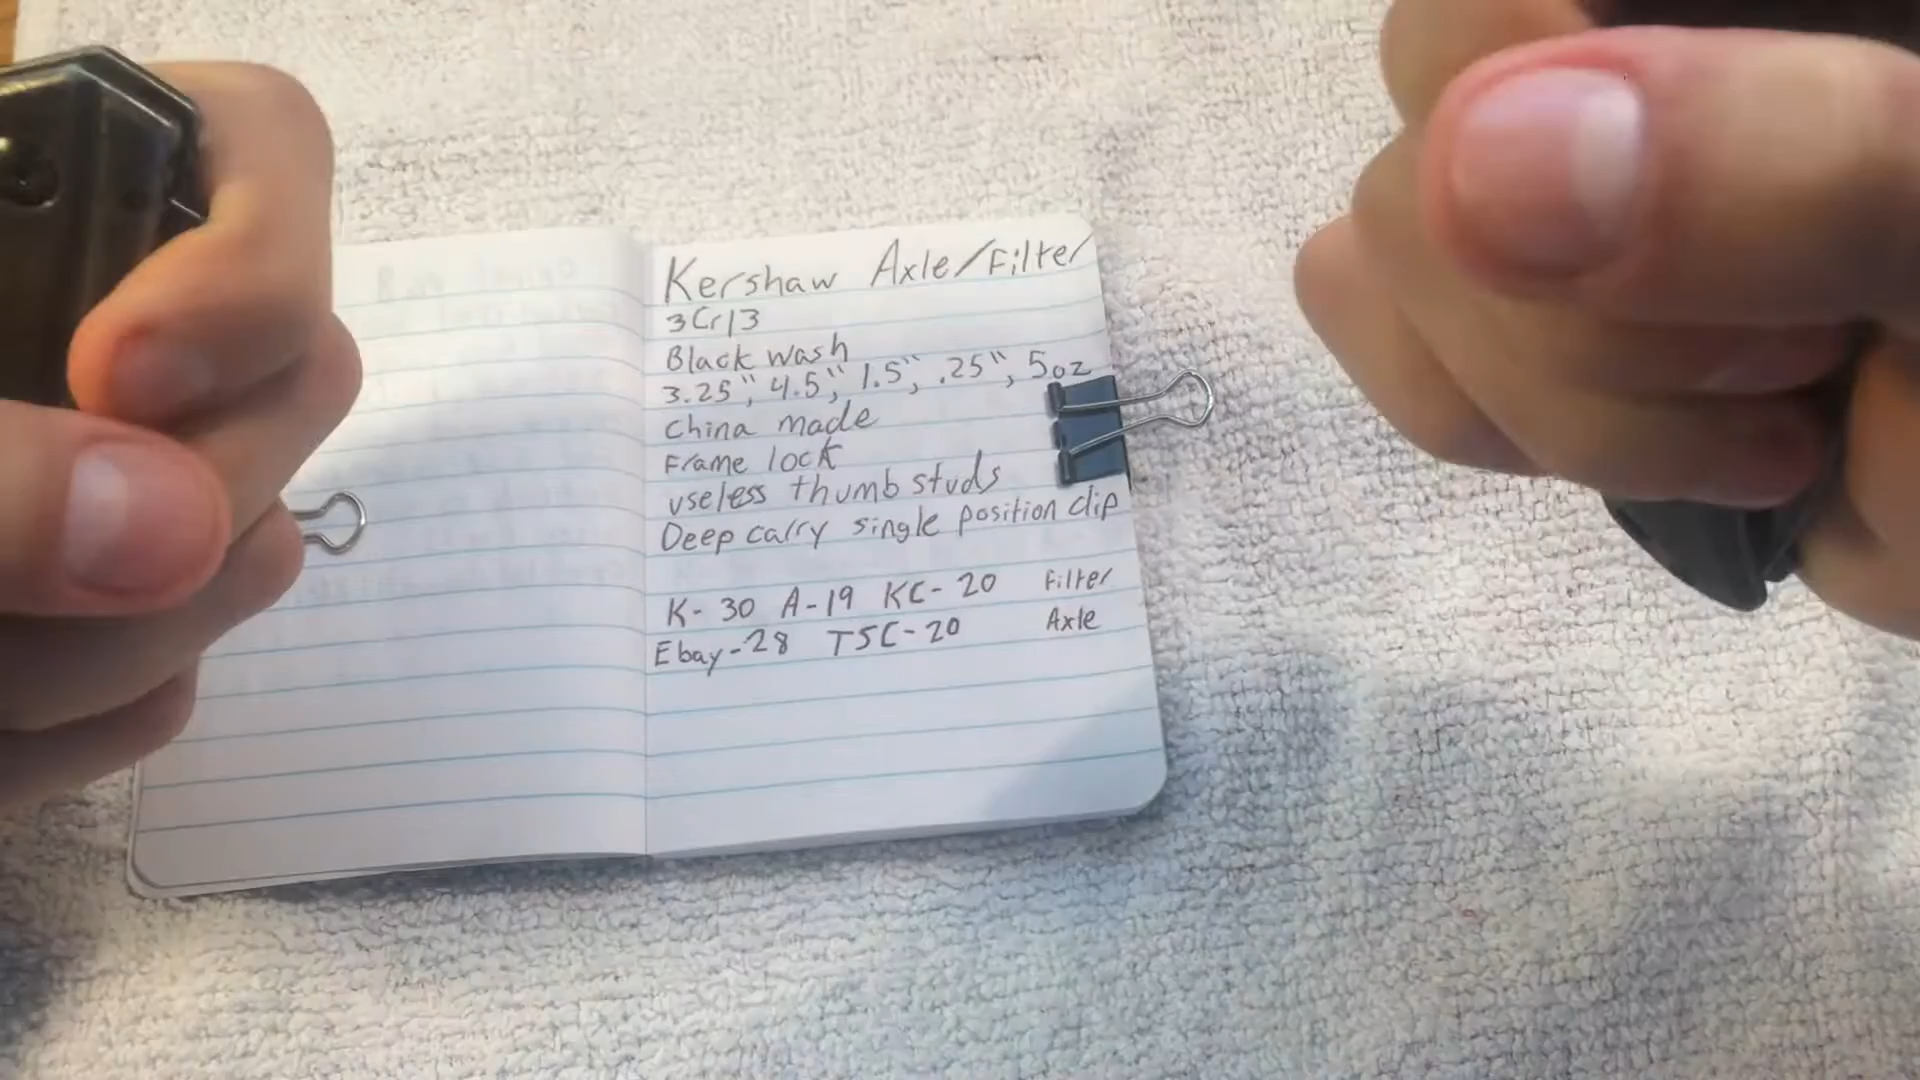 Kershaw Axle/Filter
3Cr13
Black wash
3.25", 4.5", 1.5", .25", 5oz
China made
Frame lock
useless thumb studs
Deep carry single position clip
K-30 A-19 KC-20 Filter
Ebay-28 TSC-20 Axle